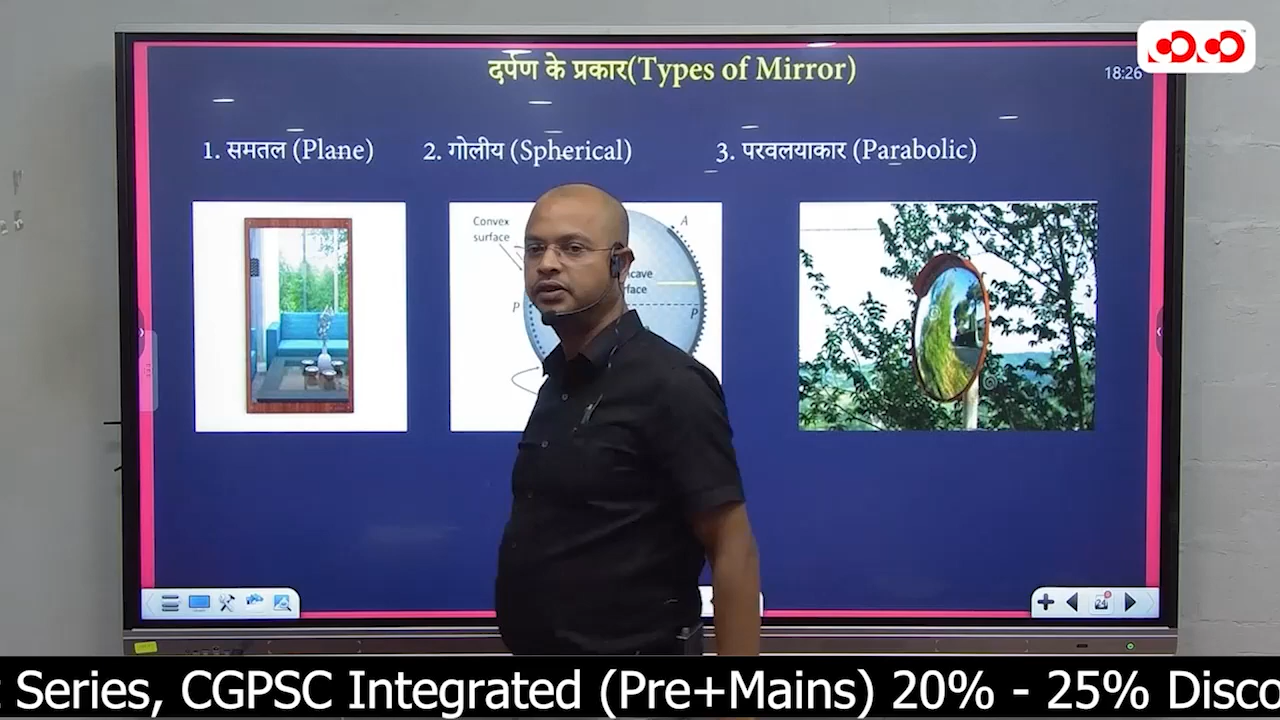 दर्पण के प्रकार(Types of Mirror)
18:26
1. समतल (Plane)
2. गोलीय (Spherical)
3. परवलयाकार (Parabolic)
Convex
surface
A
P
P
24
Series, CGPSC Integrated (Pre+Mains) 20% - 25%